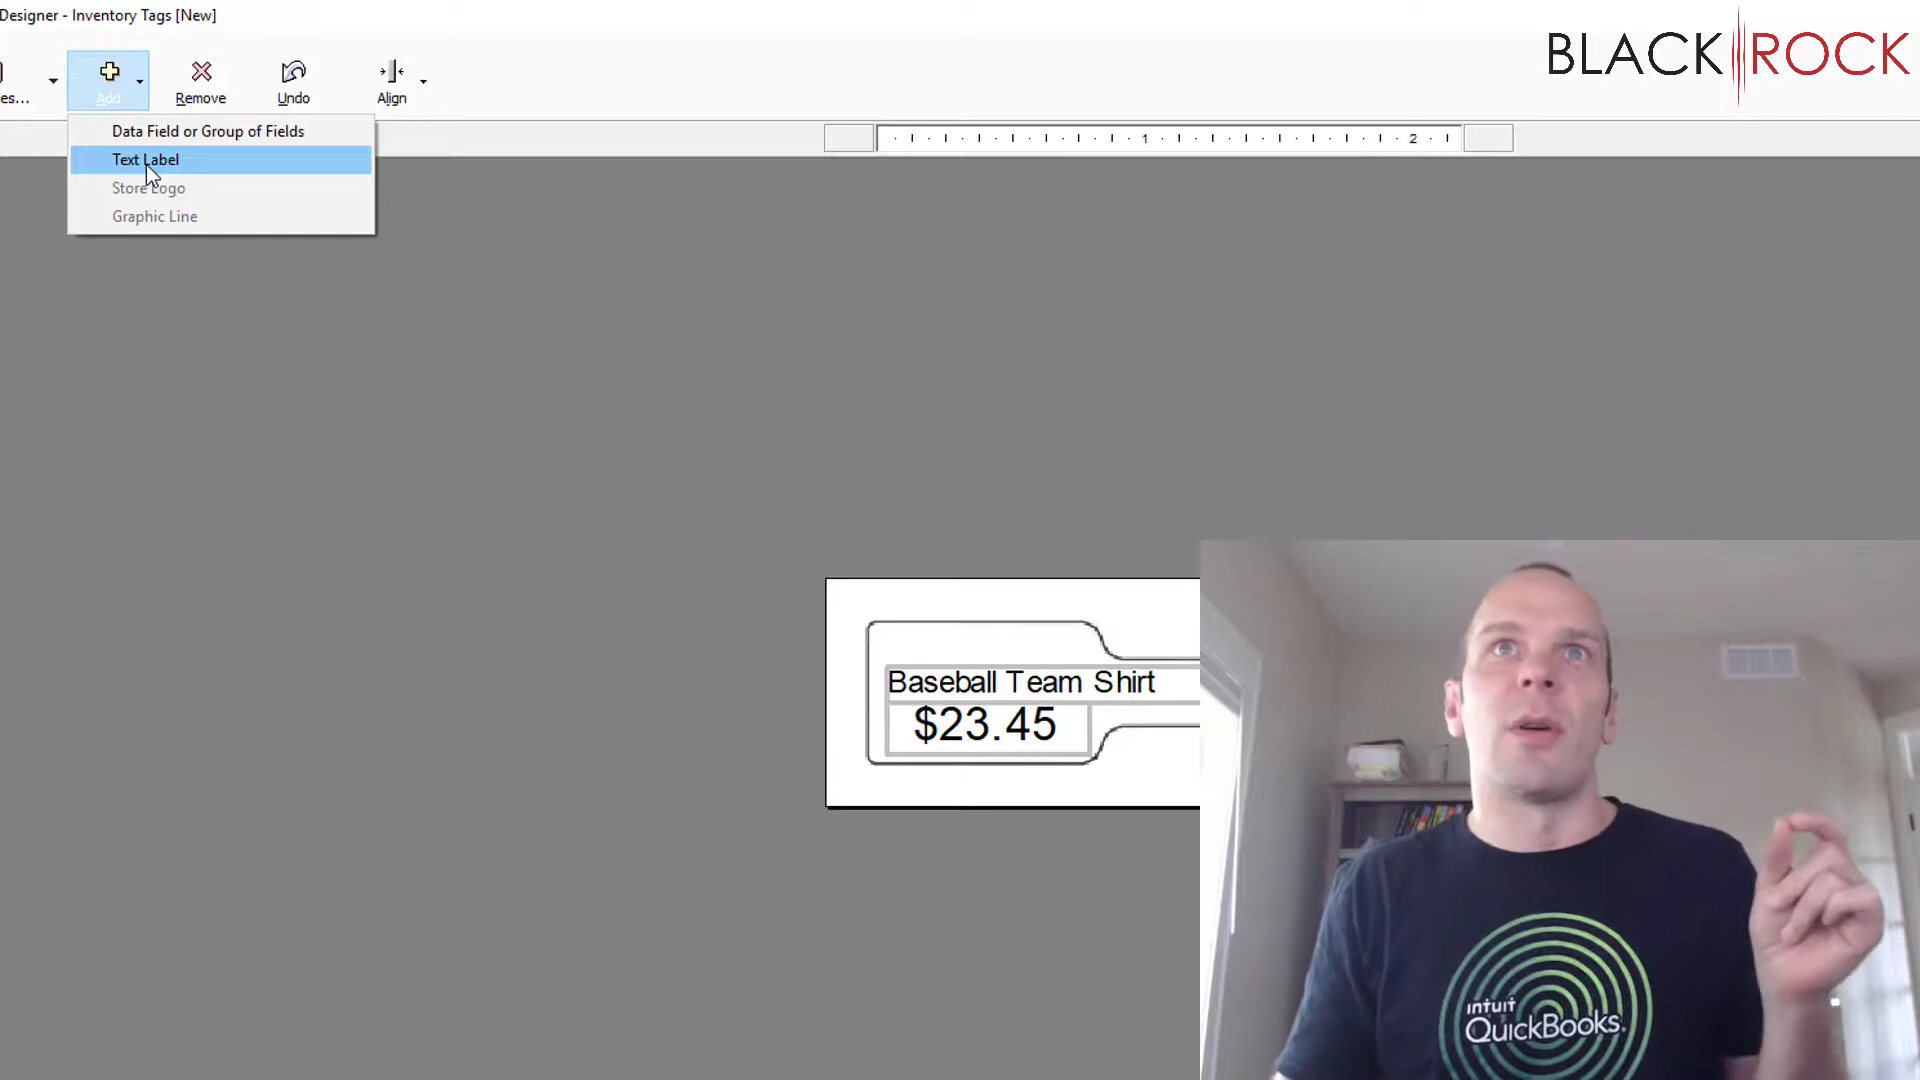 Designer - Inventory Tags [New]
BLACK ROCK
es...
Add
Remove
Undo
Align
Data Field or Group of Fields
Text Label
Store Logo
Graphic Line
1
2
Baseball Team Shirt
$23.45
intuit
QuickBooks.